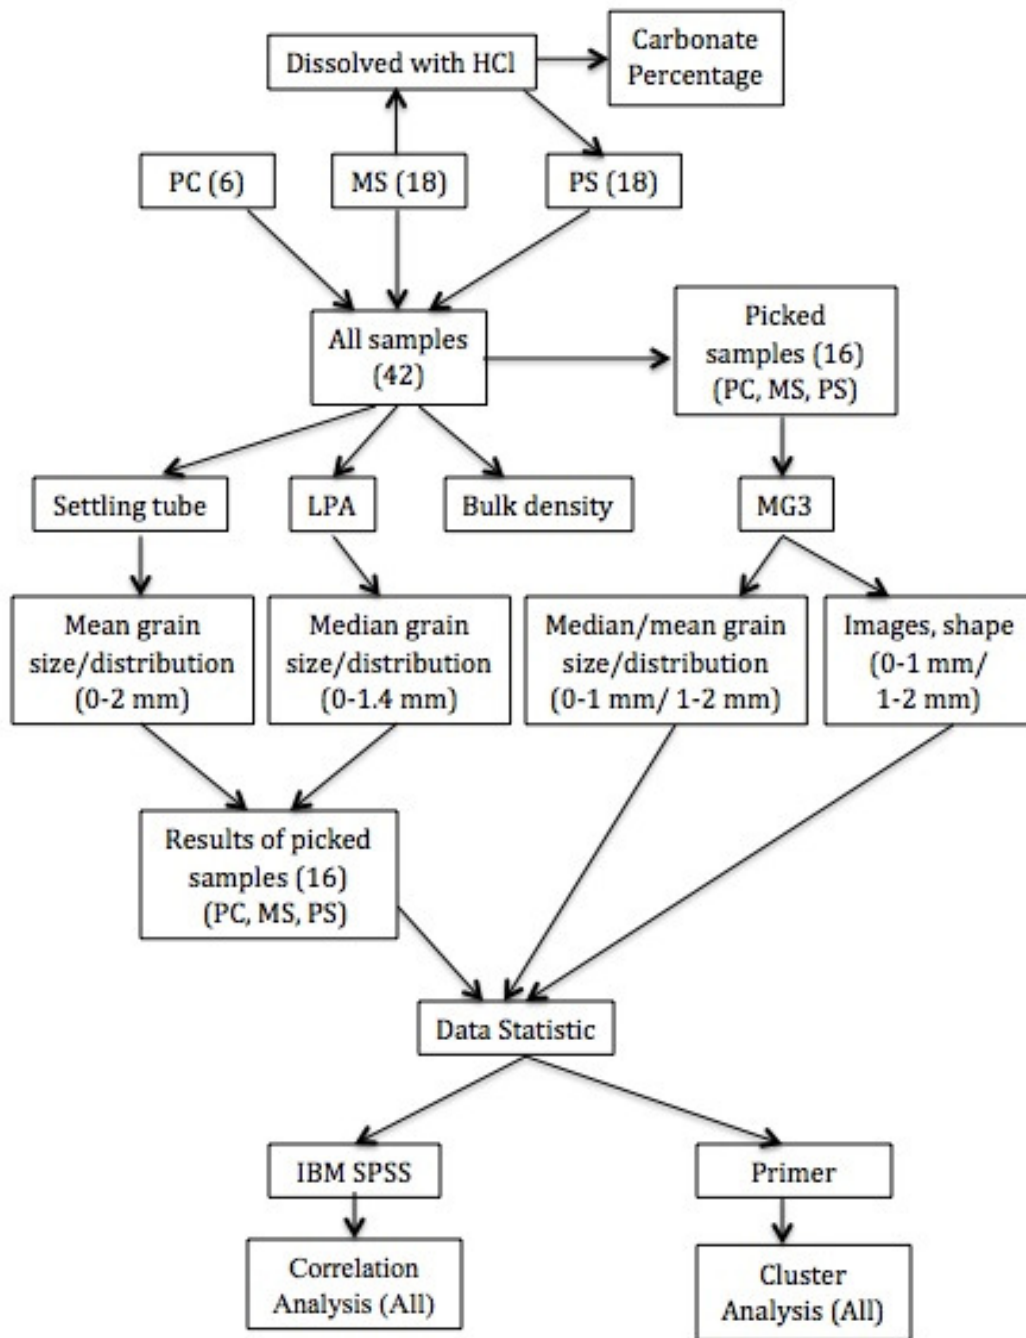 Dissolved with HCl
Carbonate
Percentage
PC (6)
MS (18)
PS (18)
All samples
(42)
Picked
samples (16)
(PC, MS, PS)
Settling tube
LPA
Bulk density
MG3
Mean grain
size/distribution
(0-2 mm)
Median grain
size/distribution
(0-1.4 mm)
Median/mean grain
size/distribution
(0-1 mm/ 1-2 mm)
Images, shape
(0-1 mm/
1-2 mm)
Results of picked
samples (16)
(PC, MS, PS)
Data Statistic
IBM SPSS
Primer
Correlation
Analysis (All)
Cluster
Analysis (All)